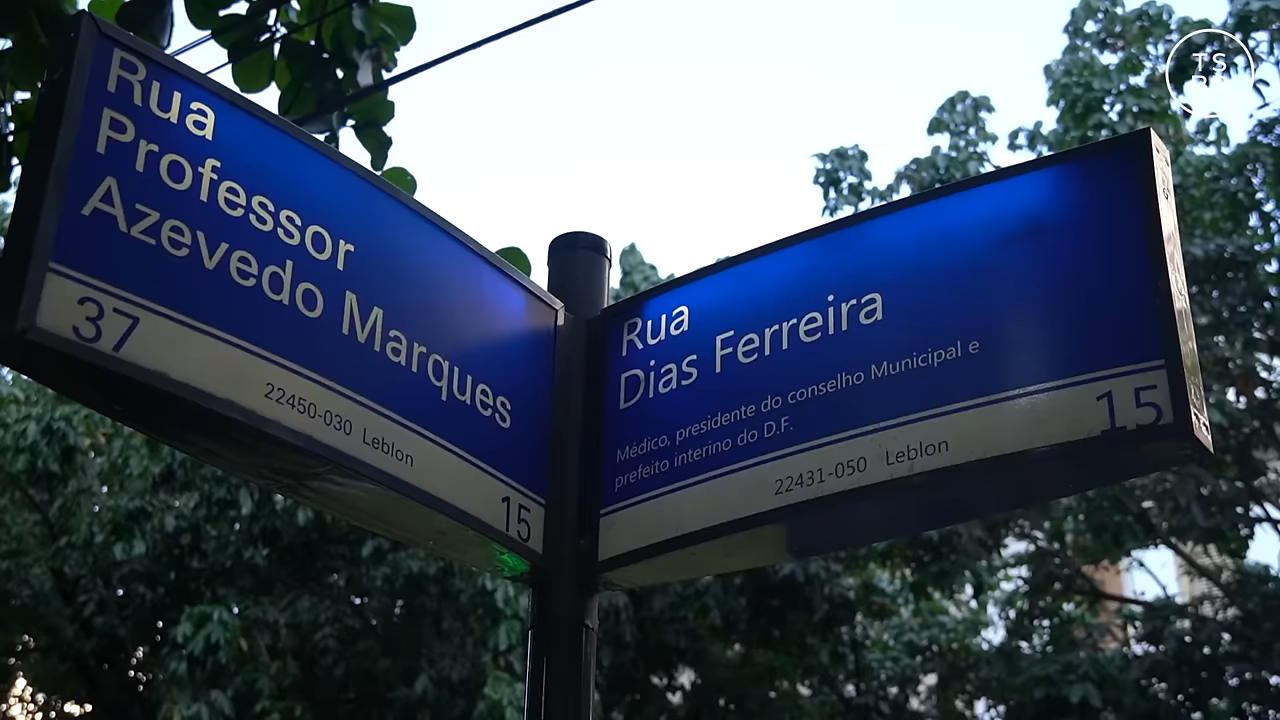 Rua
Professor
Azevedo Marques
37
22450-030 Leblon
15
Rua
Dias Ferreira
Médico, presidente do conselho Municipal e
prefeito interino do D.F.
22431-050 Leblon
15
TS